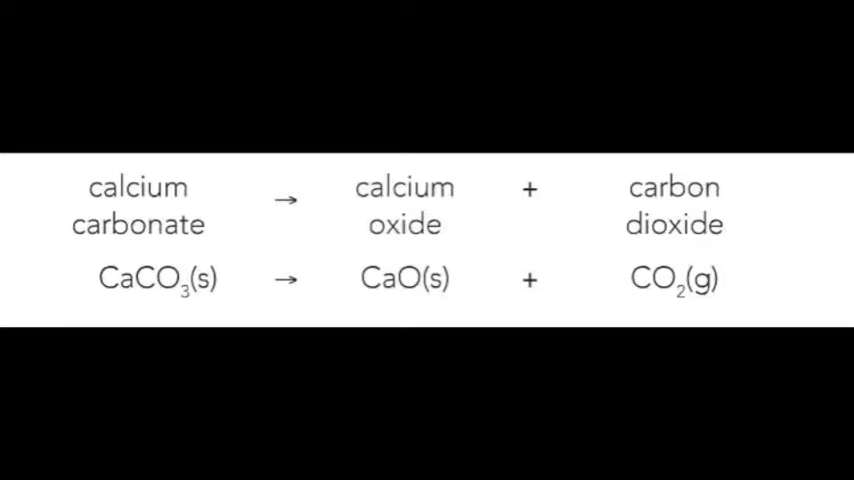 calcium → calcium + carbon
carbonate oxide dioxide
CaCO₃(s) → CaO(s) + CO₂(g)